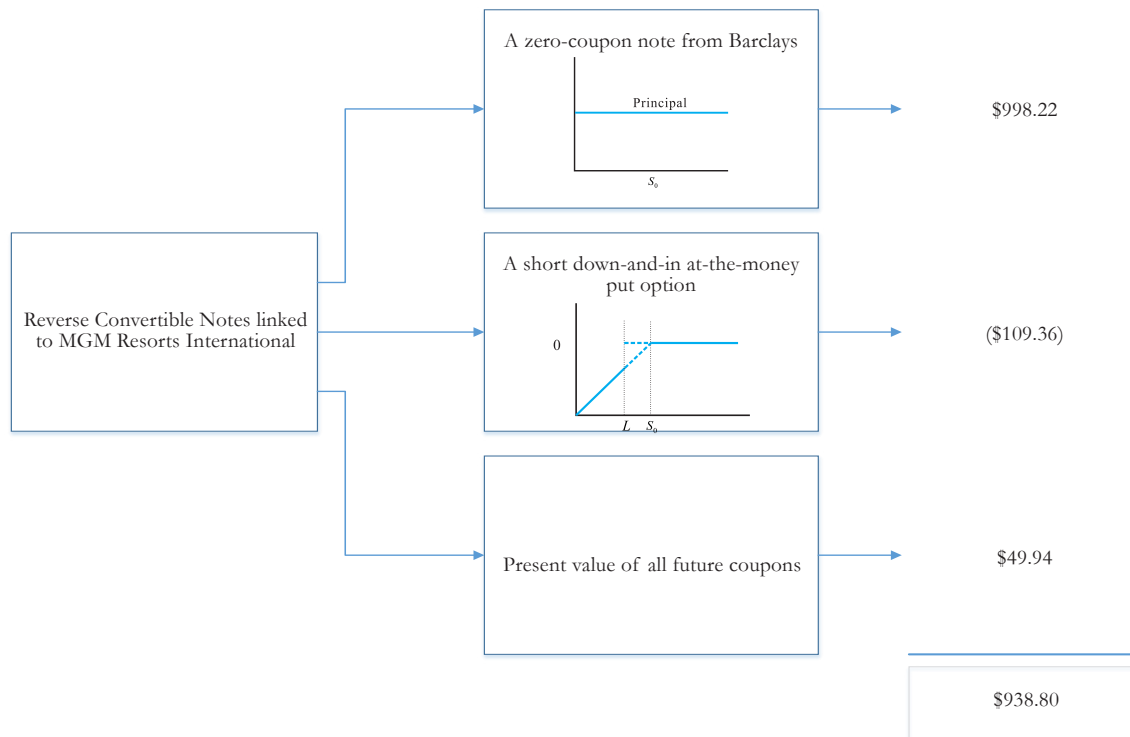 A zero-coupon note from Barclays
Principal
S₀
$998.22
Reverse Convertible Notes linked
to MGM Resorts International
A short down-and-in at-the-money
put option
0
L S₀
($109.36)
Present value of all future coupons
$49.94
$938.80